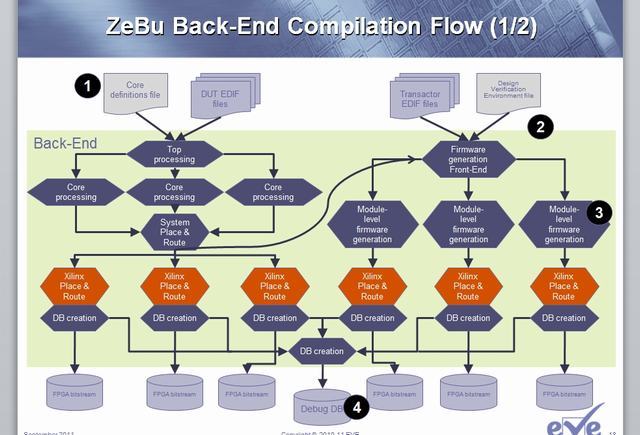 ZeBu Back-End Compilation Flow (1/2)
1
Core
definitions file
DUT EDIF
files
Transactor
EDIF files
Design
Verification
Environment file
2
Back-End
Top
processing
Firmware
generation
Front-End
Core
processing
Core
processing
Core
processing
System
Place &
Route
Module-
level
firmware
generation
Module-
level
firmware
generation
Module-
level
firmware
generation
3
Xilinx
Place &
Route
Xilinx
Place &
Route
Xilinx
Place &
Route
Xilinx
Place &
Route
Xilinx
Place &
Route
Xilinx
Place &
Route
DB creation
DB creation
DB creation
DB creation
DB creation
DB creation
DB creation
FPGA bitstream
FPGA bitstream
FPGA bitstream
Debug DB
4
FPGA bitstream
FPGA bitstream
FPGA bitstream
eve
September 2011
Copyright © 2010-11 EVE
18